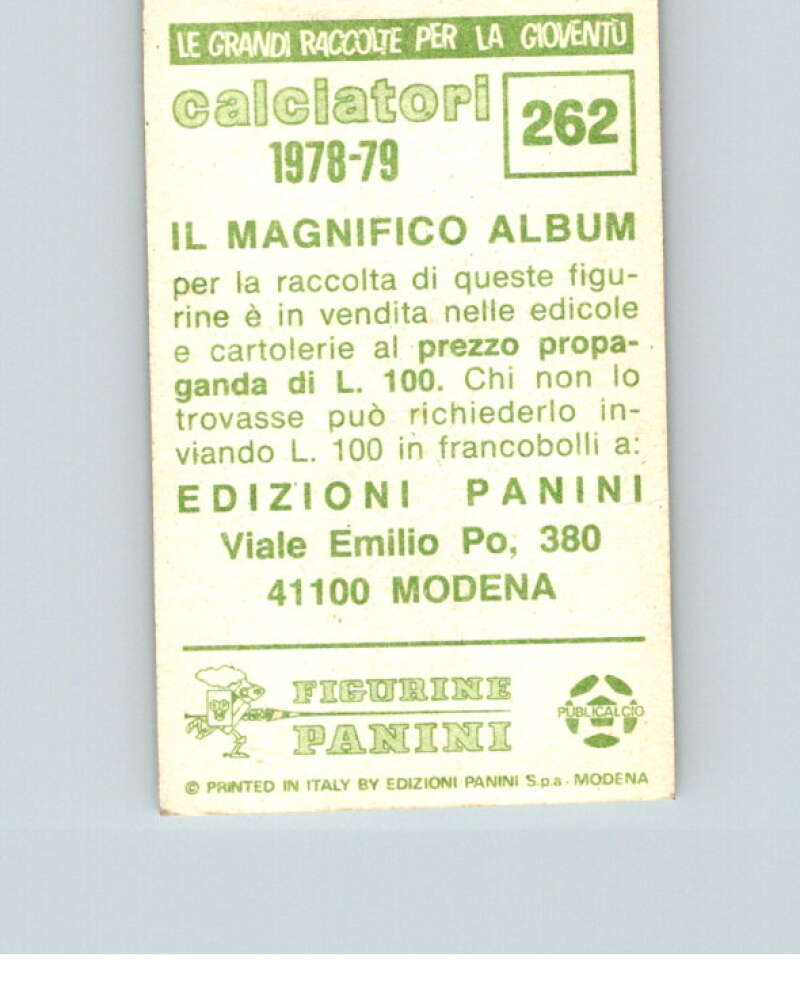 LE GRANDI RACCOLTE PER LA GIOVENTÙ
calciatori
262
1978-79
IL MAGNIFICO ALBUM
per la raccolta di queste figu-
rine è in vendita nelle edicole
e cartolerie al prezzo propa-
ganda di L. 100. Chi non lo
trovasse può richiederlo in-
viando L. 100 in francobolli a:
EDIZIONI PANINI
Viale Emilio Po, 380
41100 MODENA
FIGURINE
PANINI
PUBLICALCIO
© PRINTED IN ITALY BY EDIZIONI PANINI S.p.a. MODENA